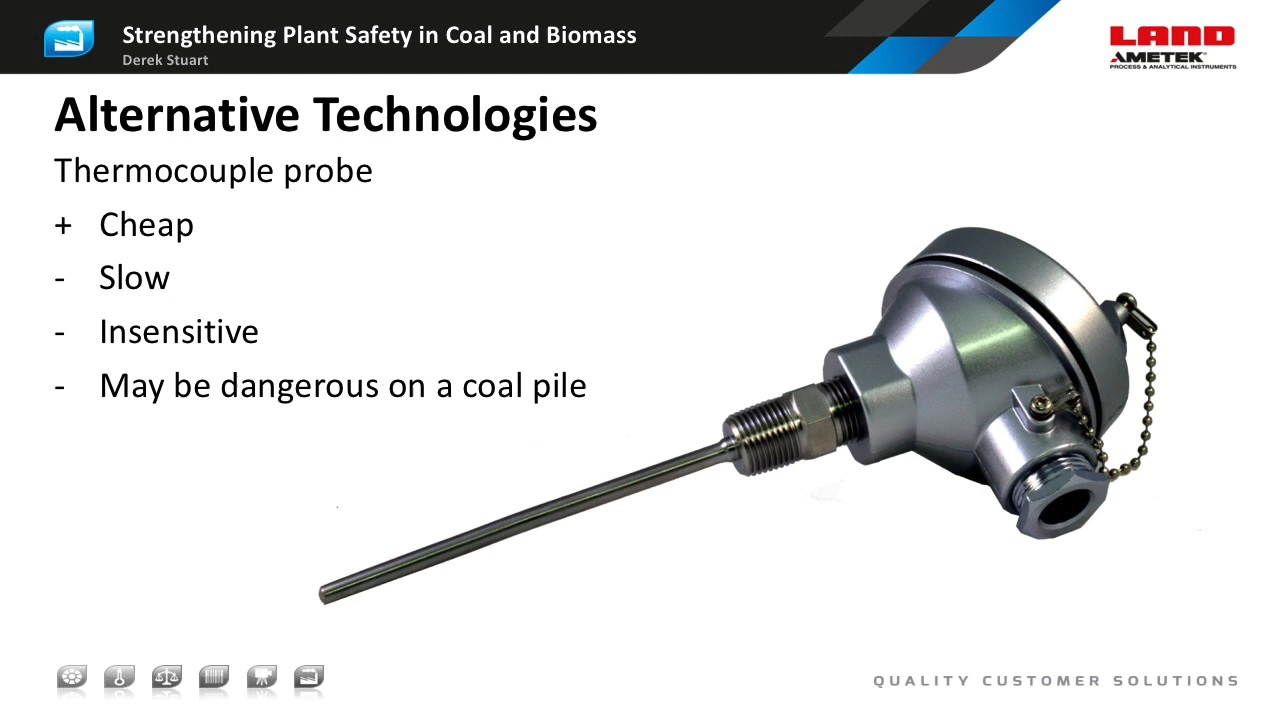 Strengthening Plant Safety in Coal and Biomass
Derek Stuart
LAND
AMETEK®
PROCESS & ANALYTICAL INSTRUMENTS
Alternative Technologies
Thermocouple probe
+ Cheap
- Slow
- Insensitive
- May be dangerous on a coal pile
QUALITY CUSTOMER SOLUTIONS